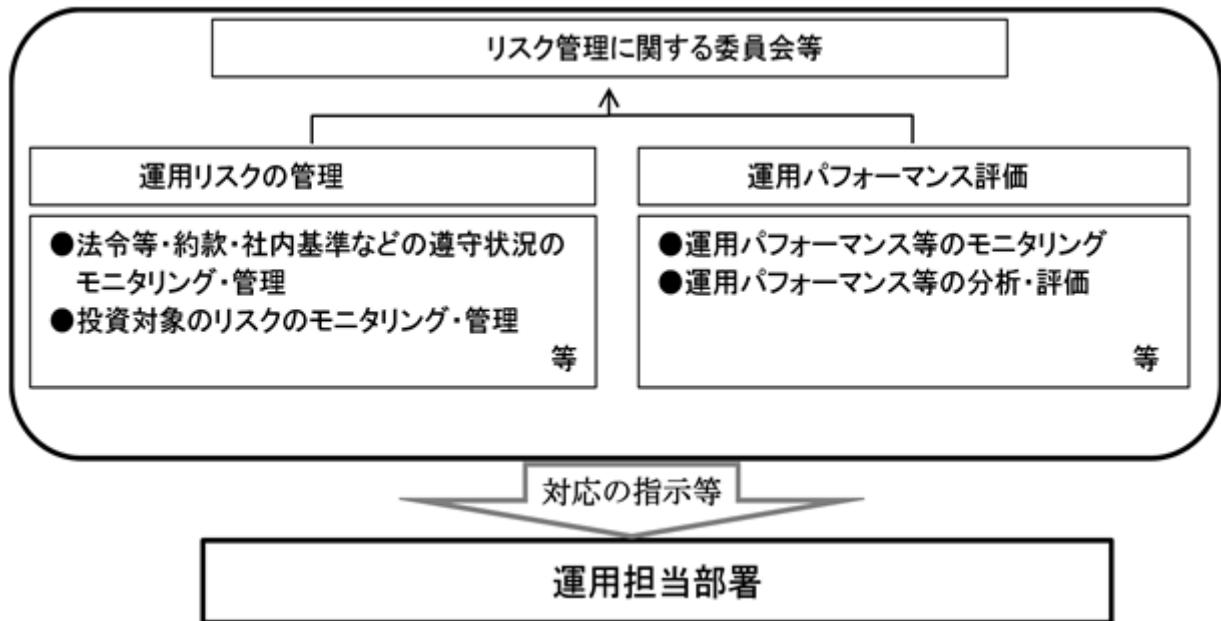 リスク管理に関する委員会等
運用リスクの管理
運用パフォーマンス評価
●法令等・約款・社内基準などの遵守状況の
モニタリング・管理
●投資対象のリスクのモニタリング・管理
等
●運用パフォーマンス等のモニタリング
●運用パフォーマンス等の分析・評価
等
対応の指示等
運用担当部署